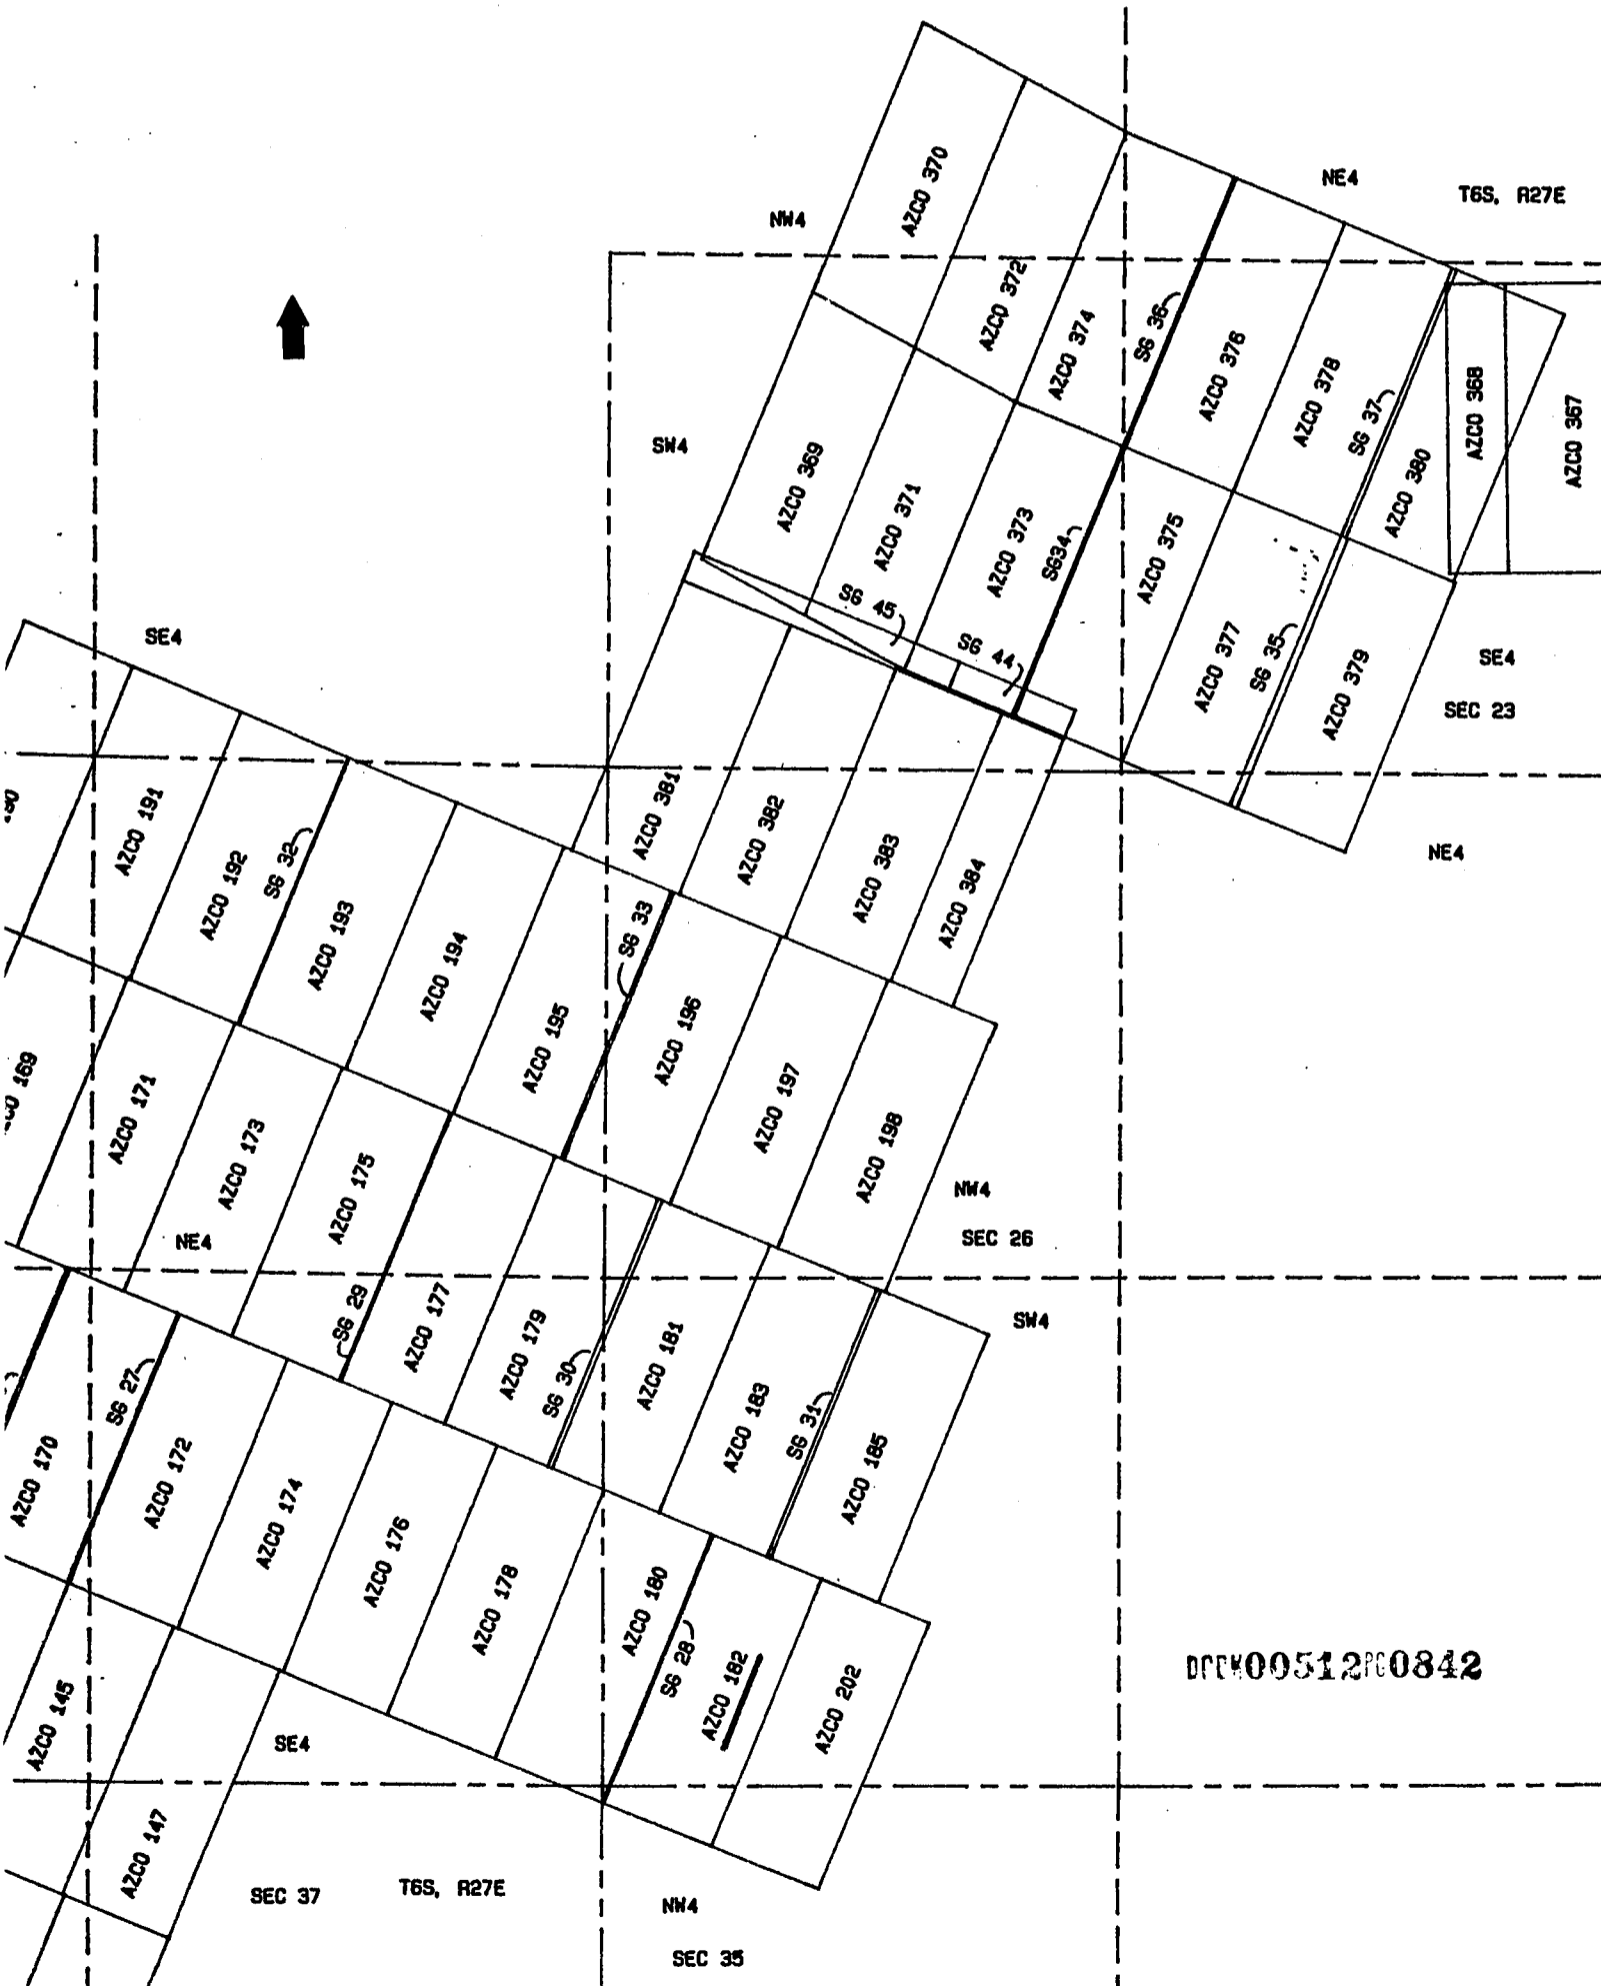 NE4
T6S, R27E
NW4
AZCO 370
AZCO 372
AZCO 374
SG 36
AZCO 376
AZCO 378
SG 37
AZCO 380
AZCO 368
AZCO 367
SW4
AZCO 369
AZCO 371
AZCO 373
SG34
AZCO 375
AZCO 377
SG 35
AZCO 379
SG 45
SG 44
SE4
SE4
SEC 23
NE4
AZCO 381
AZCO 382
AZCO 383
AZCO 384
AZCO 191
AZCO 192
SG 32
AZCO 193
AZCO 194
AZCO 195
SG 33
AZCO 196
AZCO 197
AZCO 198
169
AZCO 171
AZCO 173
AZCO 175
NE4
NW4
SEC 26
SG 29
AZCO 177
AZCO 179
SG 30
AZCO 181
AZCO 183
SG 31
AZCO 185
SW4
SG 27
AZCO 170
AZCO 172
AZCO 174
AZCO 176
AZCO 178
AZCO 180
SG 28
AZCO 182
AZCO 202
00512 0842
AZCO 145
SE4
AZCO 147
SEC 37
T6S, R27E
NW4
SEC 35